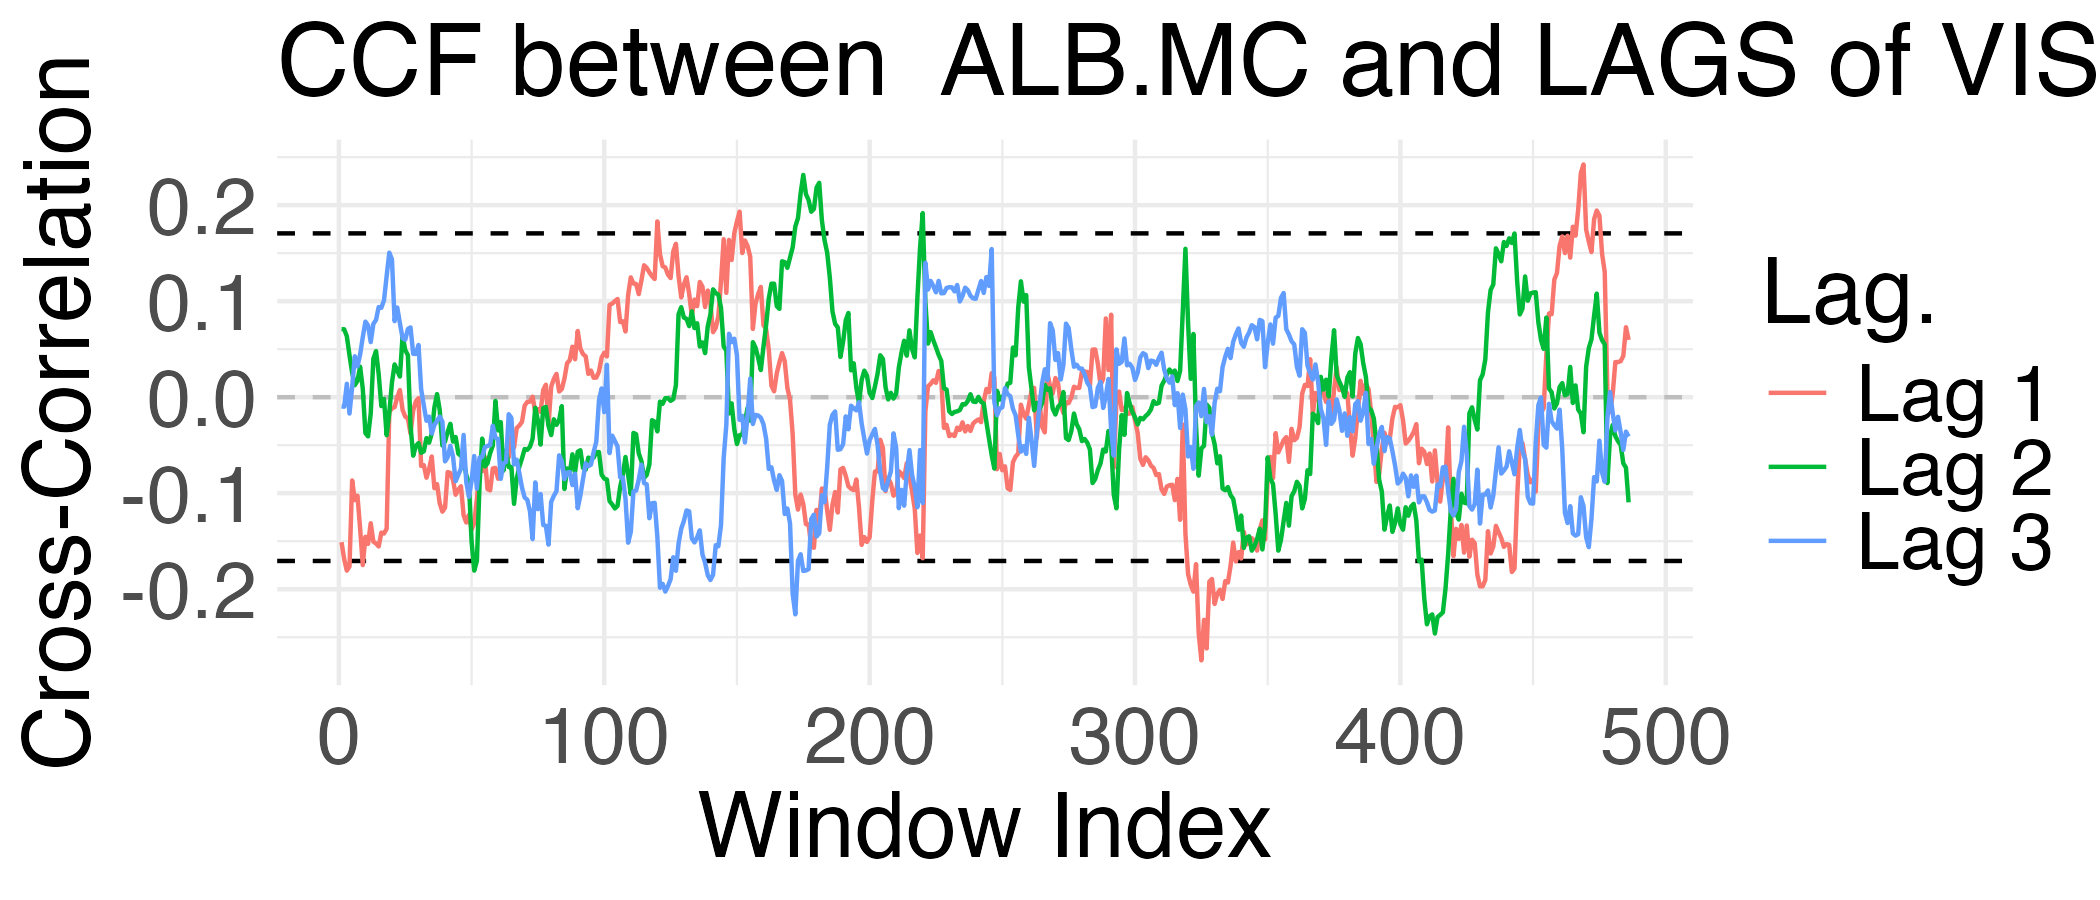 CCF between  ALB.MC and LAGS of VIS
Cross-Correlation
0.2
0.1
0.0
-0.1
-0.2
0 100 200 300 400 500
Window Index
Lag.
Lag 1
Lag 2
Lag 3